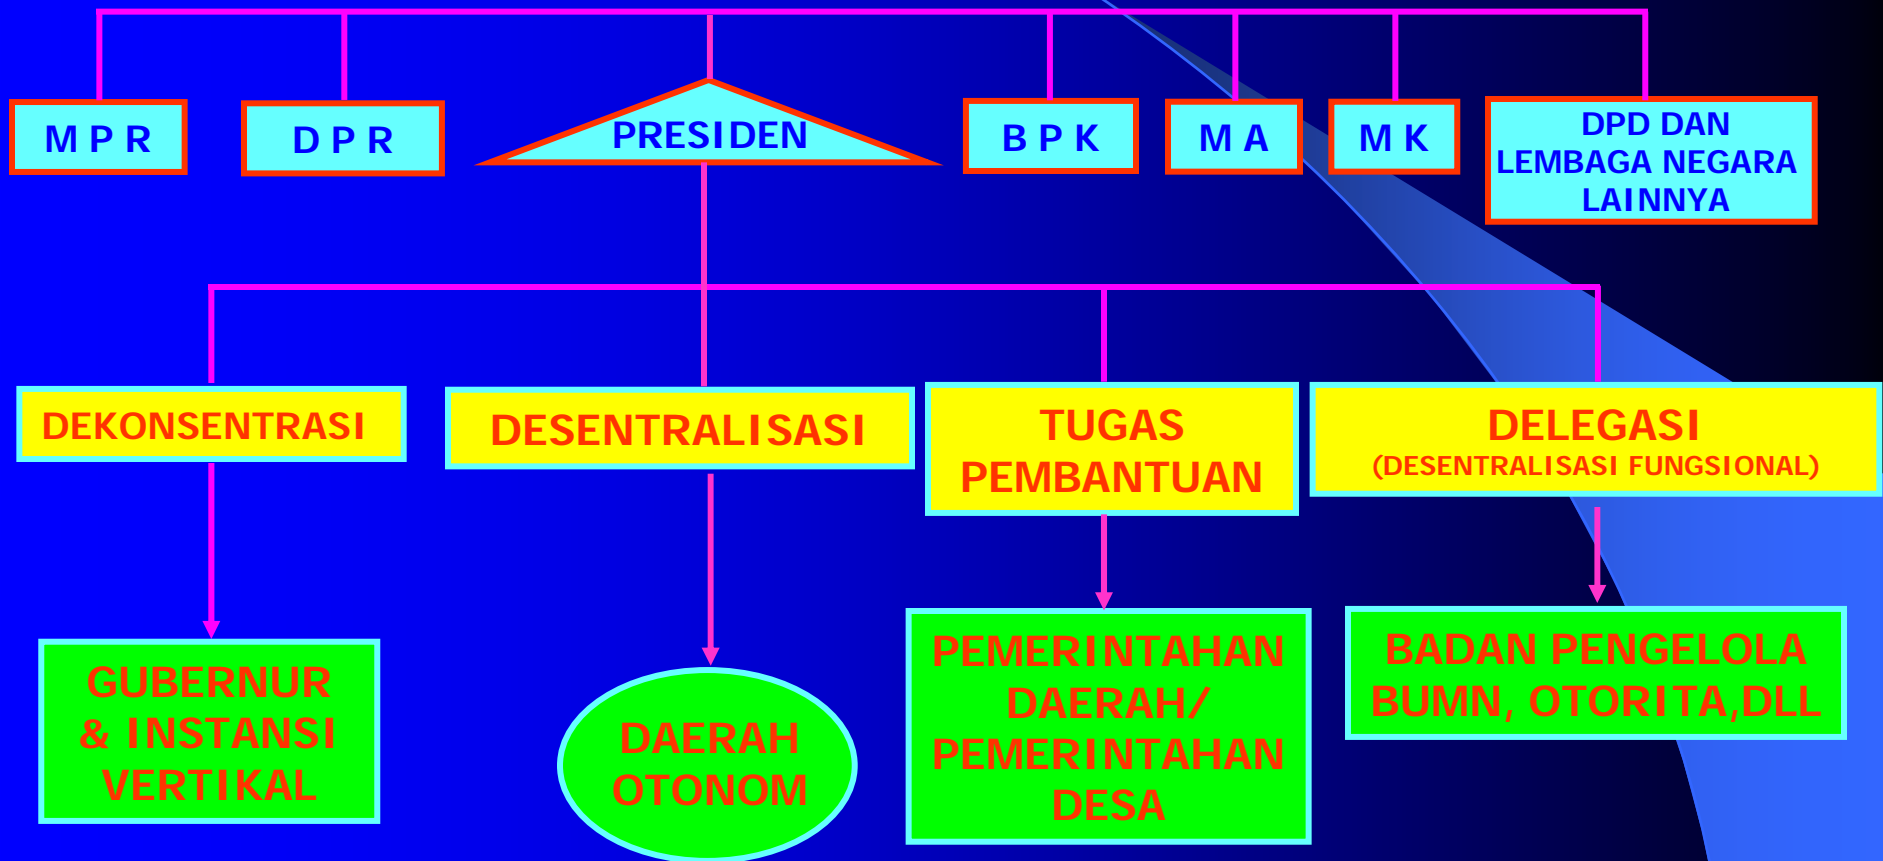 M P R
D P R
PRESIDEN
B P K
M A
M K
DPD DAN
LEMBAGA NEGARA
LAINNYA
DEKONSENTRASI
DESENTRALISASI
TUGAS
PEMBANTUAN
DELEGASI
(DESENTRALISASI FUNGSIONAL)
GUBERNUR
& INSTANSI
VERTIKAL
DAERAH
OTONOM
PEMERINTAHAN
DAERAH/
PEMERINTAHAN
DESA
BADAN PENGELOLA
BUMN, OTORITA,DLL